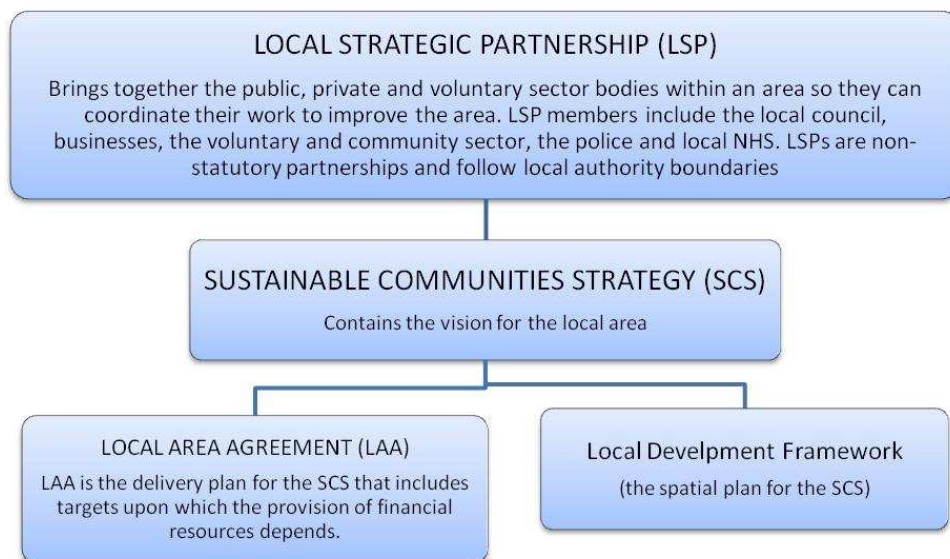 LOCAL STRATEGIC PARTNERSHIP (LSP)
Brings together the public, private and voluntary sector bodies within an area so they can
coordinate their work to improve the area. LSP members include the local council,
businesses, the voluntary and community sector, the police and local NHS. LSPs are non-
statutory partnerships and follow local authority boundaries
SUSTAINABLE COMMUNITIES STRATEGY (SCS)
Contains the vision for the local area
LOCAL AREA AGREEMENT (LAA)
LAA is the delivery plan for the SCS that includes
targets upon which the provision of financial
resources depends.
Local Develpment Framework
(the spatial plan for the SCS)